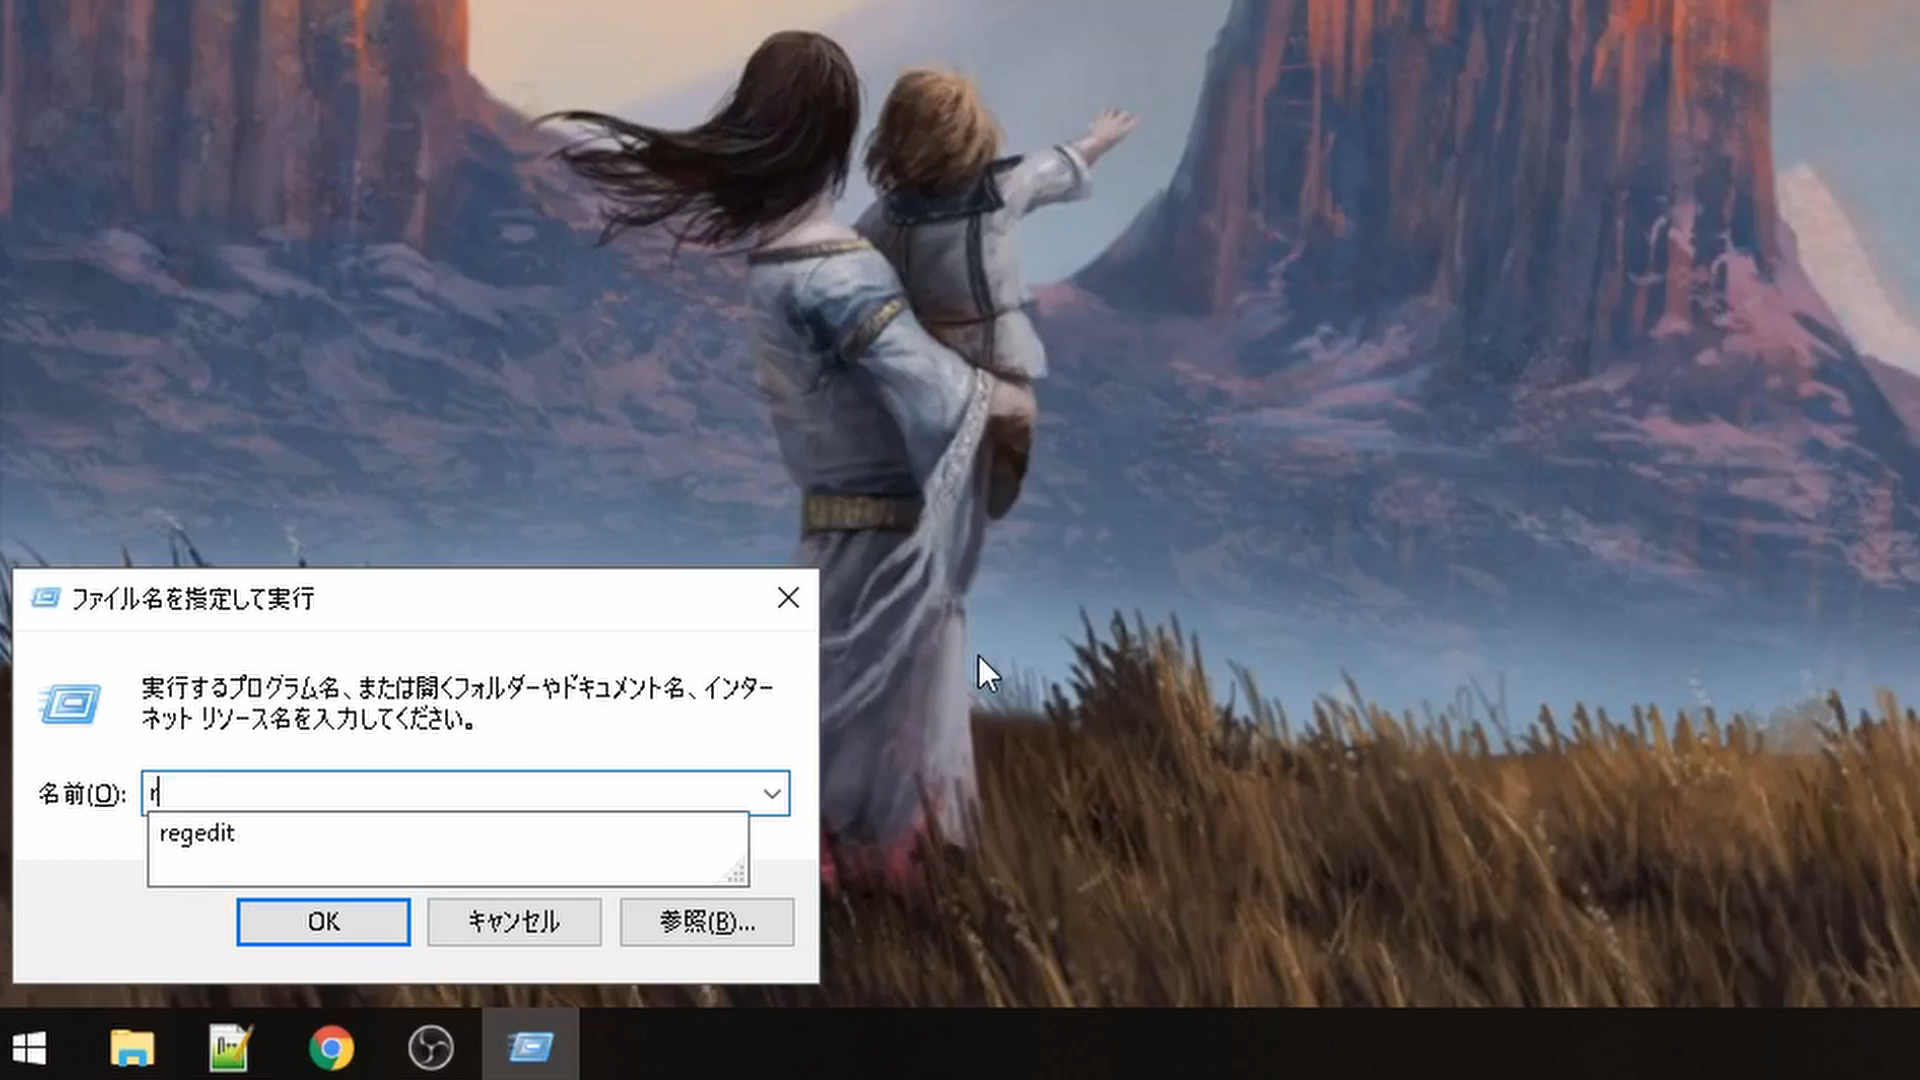 ファイル名を指定して実行
実行するプログラム名、または開くフォルダーやドキュメント名、インター
ネット リソース名を入力してください。
名前(O):
r
regedit
OK
キャンセル
参照(B)...